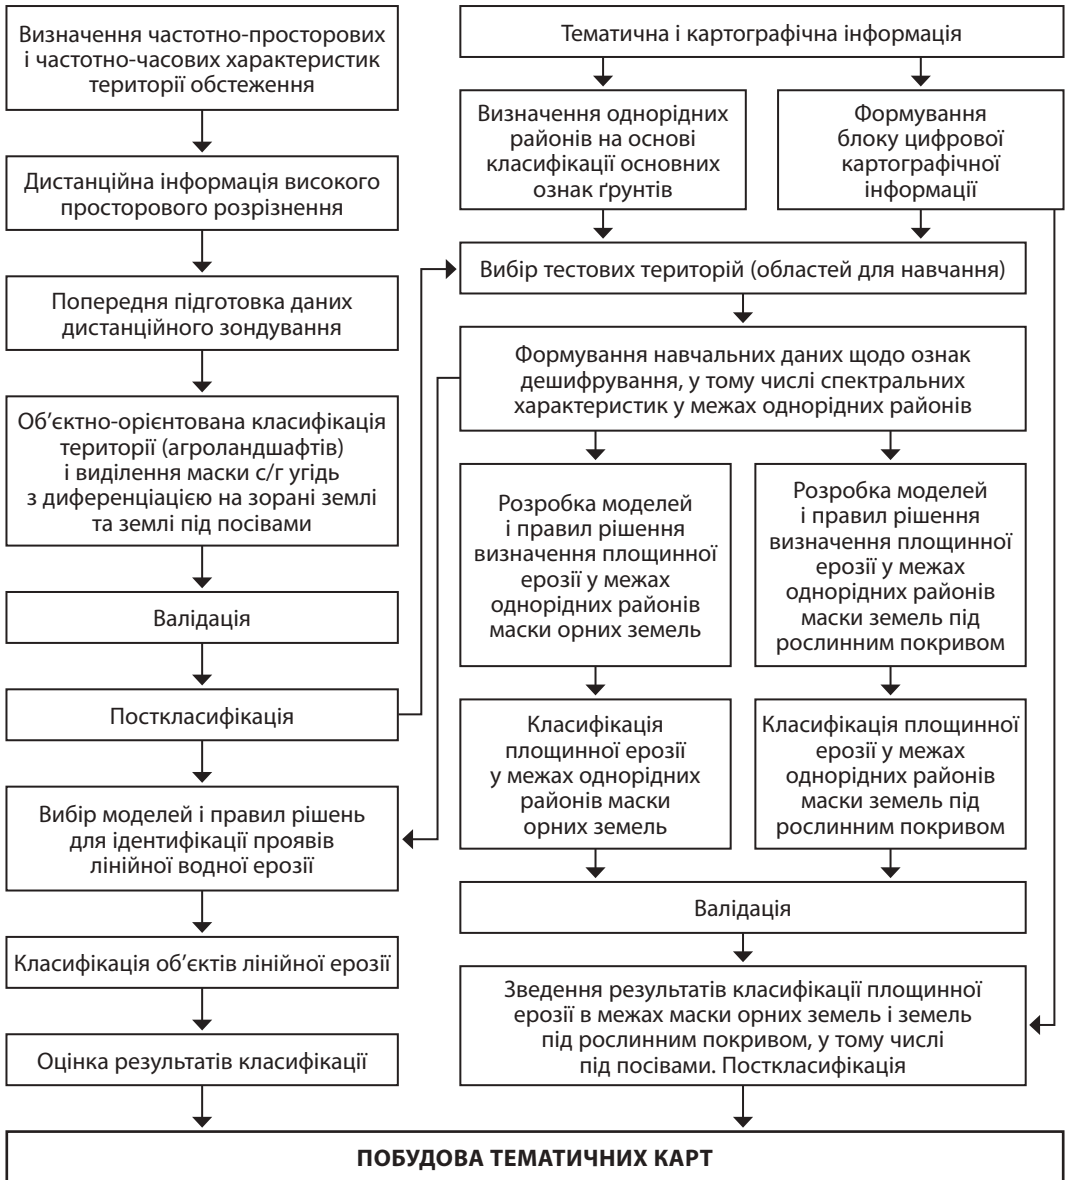 Визначення частотно-просторових
і частотно-часових характеристик
території обстеження
Дистанційна інформація високого
просторового розрізнення
Попередня підготовка даних
дистанційного зондування
Об’єктно-орієнтована класифікація
території (агроландшафтів)
і виділення маски с/г угідь
з диференціацією на зорані землі
та землі під посівами
Валідація
Посткласифікація
Вибір моделей і правил рішень
для ідентифікації проявів
лінійної водної ерозії
Класифікація об’єктів лінійної ерозії
Оцінка результатів класифікації
Тематична і картографічна інформація
Визначення однорідних
районів на основі
класифікації основних
ознак ґрунтів
Формування
блоку цифрової
картографічної
інформації
Вибір тестових територій (областей для навчання)
Формування навчальних даних щодо ознак
дешифрування, у тому числі спектральних
характеристик у межах однорідних районів
Розробка моделей
і правил рішення
визначення площинної
ерозії у межах
однорідних районів
маски орних земель
Розробка моделей
і правил рішення
визначення площинної
ерозії у межах
однорідних районів
маски земель під
рослинним покривом
Класифікація
площинної ерозії
у межах однорідних
районів маски
орних земель
Класифікація площинної
ерозії у межах
однорідних районів
маски земель під
рослинним покривом
Валідація
Зведення результатів класифікації площинної
ерозії в межах маски орних земель і земель
під рослинним покривом, у тому числі
під посівами. Посткласифікація
ПОБУДОВА ТЕМАТИЧНИХ КАРТ